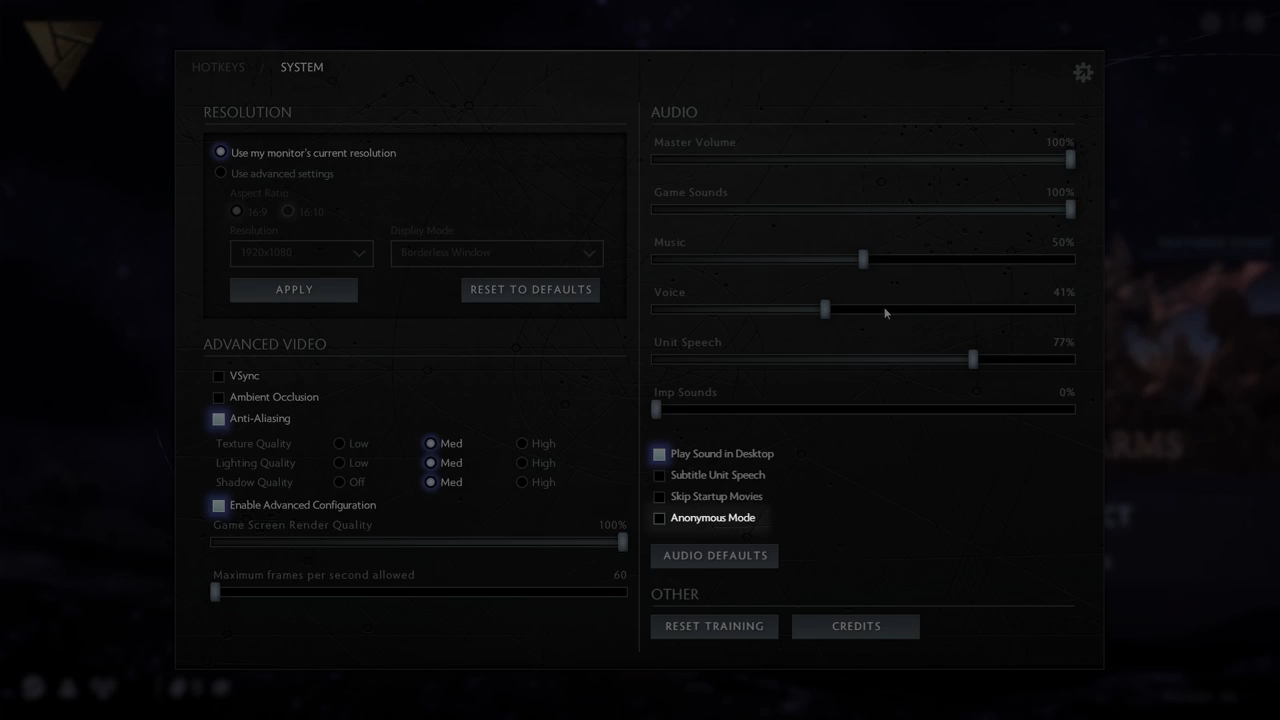 HOTKEYS / SYSTEM
RESOLUTION
Use my monitor's current resolution
Use advanced settings
Aspect Ratio
16:9 16:10
Resolution Display Mode
1920x1080 Borderless Window
APPLY RESET TO DEFAULTS
ADVANCED VIDEO
VSync
Ambient Occlusion
Anti-Aliasing
Texture Quality Low Med High
Lighting Quality Low Med High
Shadow Quality Off Med High
Enable Advanced Configuration
Game Screen Render Quality 100%
Maximum frames per second allowed 60
AUDIO
Master Volume 100%
Game Sounds 100%
Music 50%
Voice 41%
Unit Speech 77%
Imp Sounds 0%
Play Sound in Desktop
Subtitle Unit Speech
Skip Startup Movies
Anonymous Mode
AUDIO DEFAULTS
OTHER
RESET TRAINING CREDITS
ARMS